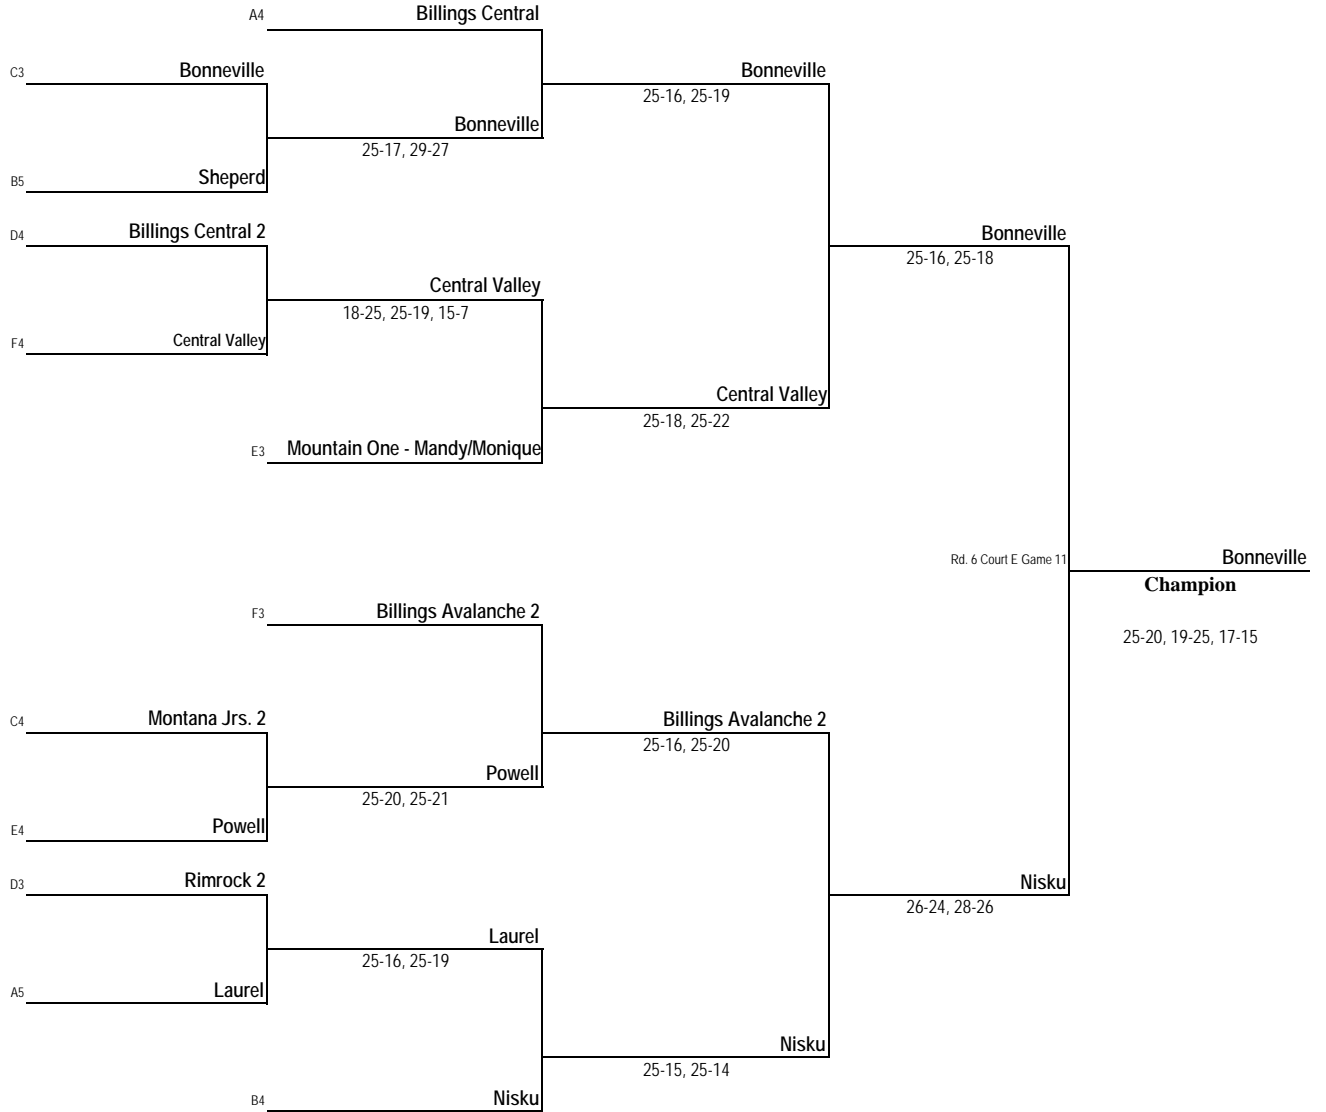 A4 Billings Central
C3 Bonneville
Bonneville
25-16, 25-19
Bonneville
25-17, 29-27
B5 Sheperd
D4 Billings Central 2
Bonneville
25-16, 25-18
Central Valley
18-25, 25-19, 15-7
F4 Central Valley
Central Valley
25-18, 25-22
E3 Mountain One - Mandy/Monique
Rd. 6 Court E Game 11
Bonneville
Champion
25-20, 19-25, 17-15
F3 Billings Avalanche 2
C4 Montana Jrs. 2
Billings Avalanche 2
25-16, 25-20
Powell
25-20, 25-21
E4 Powell
D3 Rimrock 2
Nisku
26-24, 28-26
Laurel
25-16, 25-19
A5 Laurel
Nisku
25-15, 25-14
B4 Nisku